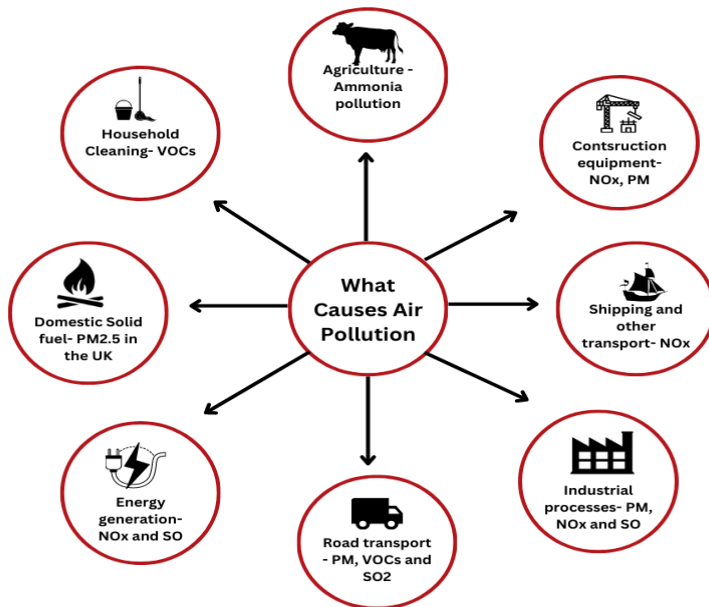 Agriculture -
Ammonia
pollution
Household
Cleaning- VOCs
Contsruction
equipment-
NOx, PM
What
Causes Air
Pollution
Domestic Solid
fuel- PM2.5 in
the UK
Shipping and
other
transport- NOx
Energy
generation-
NOx and SO
Industrial
processes- PM,
NOx and SO
Road transport
- PM, VOCs and
SO2